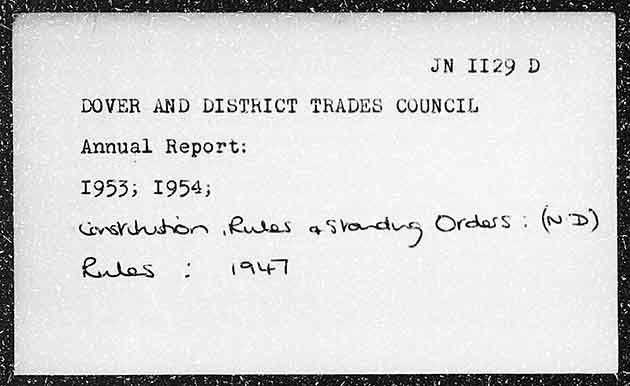 JN II29 D
DOVER AND DISTRICT TRADES COUNCIL
Annual Report:
I953; I954;
Constitution, Rules & Standing Orders : (N.D)
Rules : 1947